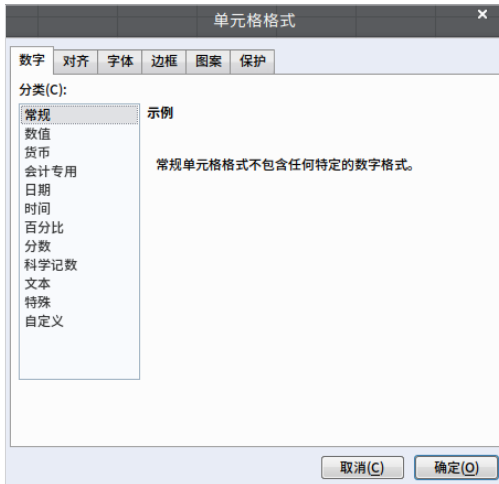 单元格格式
数字 对齐 字体 边框 图案 保护
分类(C):
常规
数值
货币
会计专用
日期
时间
百分比
分数
科学记数
文本
特殊
自定义
示例
常规单元格格式不包含任何特定的数字格式。
取消(C) 确定(O)